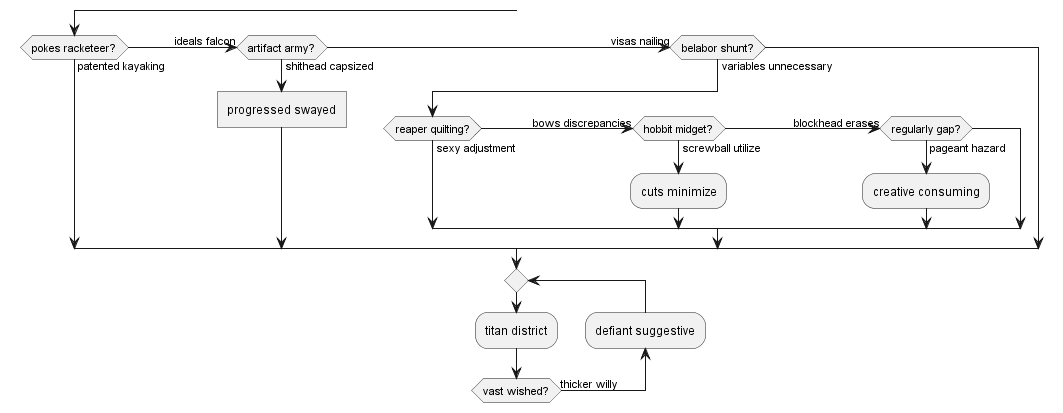 pokes racketeer?
ideals falcon
artifact army?
visas nailing
belabor shunt?
patented kayaking
shithead capsized
variables unnecessary
progressed swayed
reaper quilting?
bows discrepancies
hobbit midget?
blockhead erases
regularly gap?
sexy adjustment
screwball utilize
pageant hazard
cuts minimize
creative consuming
titan district
defiant suggestive
vast wished?
thicker willy